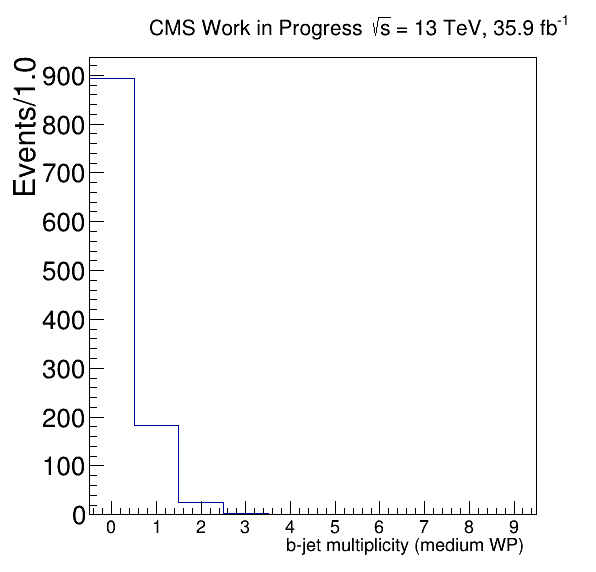 CMS Work in Progress √s = 13 TeV, 35.9 fb⁻¹
Events/1.0
900
800
700
600
500
400
300
200
100
0
0 1 2 3 4 5 6 7 8 9
b-jet multiplicity (medium WP)